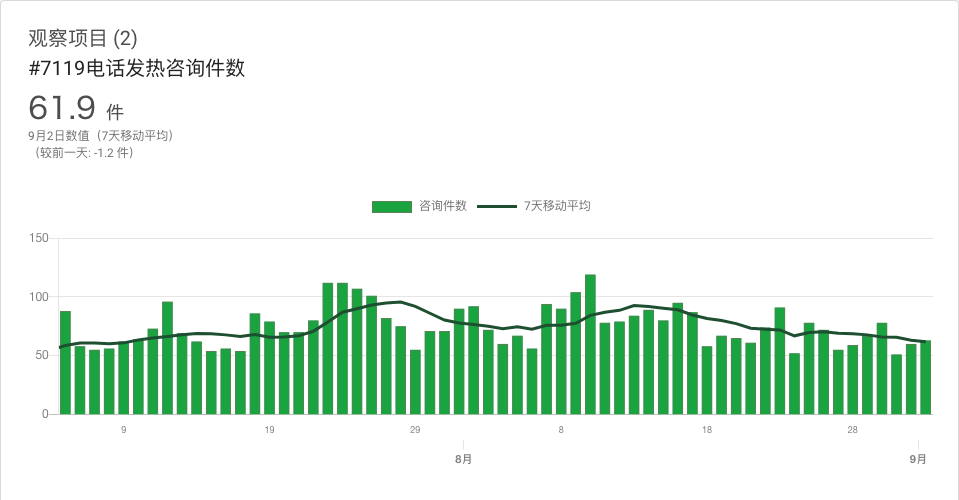 观察项目 (2)
#7119电话发热咨询件数
61.9 件
9月2日数值（7天移动平均）
（较前一天: -1.2 件）
咨询件数 7天移动平均
150
100
50
0
9 19 29 8 18 28
8月 9月